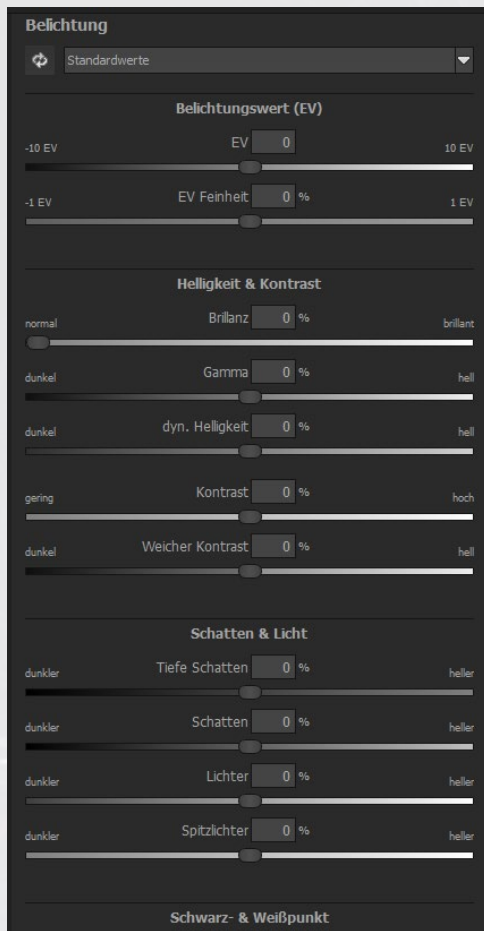 Belichtung
Standardwerte
Belichtungswert (EV)
EV 0
-10 EV 10 EV
EV Feinheit 0 %
-1 EV 1 EV
Helligkeit & Kontrast
Brillanz 0 %
normal brillant
Gamma 0 %
dunkel hell
dyn. Helligkeit 0 %
dunkel hell
Kontrast 0 %
gering hoch
Weicher Kontrast 0 %
dunkel hell
Schatten & Licht
Tiefe Schatten 0 %
dunkler heller
Schatten 0 %
dunkler heller
Lichter 0 %
dunkler heller
Spitzlichter 0 %
dunkler heller
Schwarz- & Weißpunkt